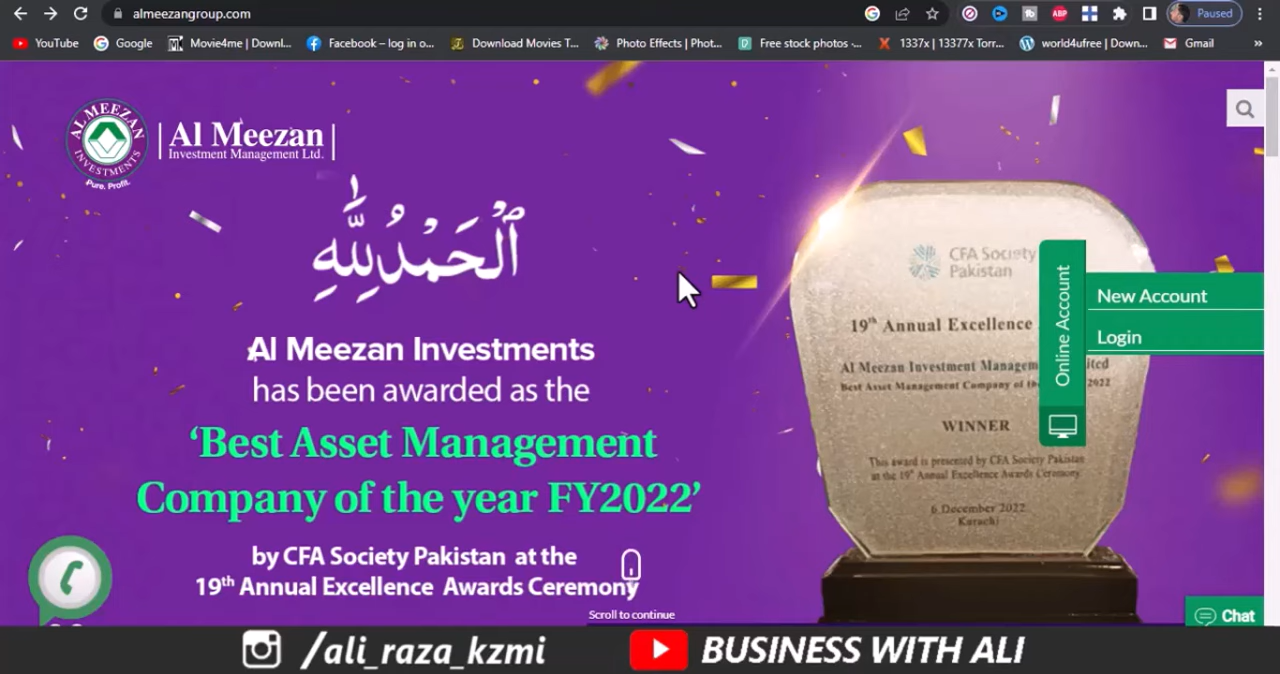 almeezangroup.com
Paused
YouTube
Google
Movie4me | Downl...
Facebook – log in o...
Download Movies T...
Photo Effects | Phot...
Free stock photos -...
1337x | 13377x Torr...
world4ufree | Down...
Gmail
»
AL MEEZAN INVESTMENTS
Pure. Profit.
Al Meezan
Investment Management Ltd.
اَلْحَمْدُلِلّٰهِ
CFA Society
Pakistan
19th Annual Excellence
Al Meezan Investment Managem
Best Asset Management Company of the
2022
WINNER
This award is presented by CFA Society Pakistan
at the 19th Annual Excellence Awards Ceremony
6 December 2022
Karachi
Online Account
New Account
Login
Al Meezan Investments
has been awarded as the
‘Best Asset Management
Company of the year FY2022’
by CFA Society Pakistan at the
19th Annual Excellence Awards Ceremony
Scroll to continue
Chat
/ali_raza_kzmi
BUSINESS WITH ALI